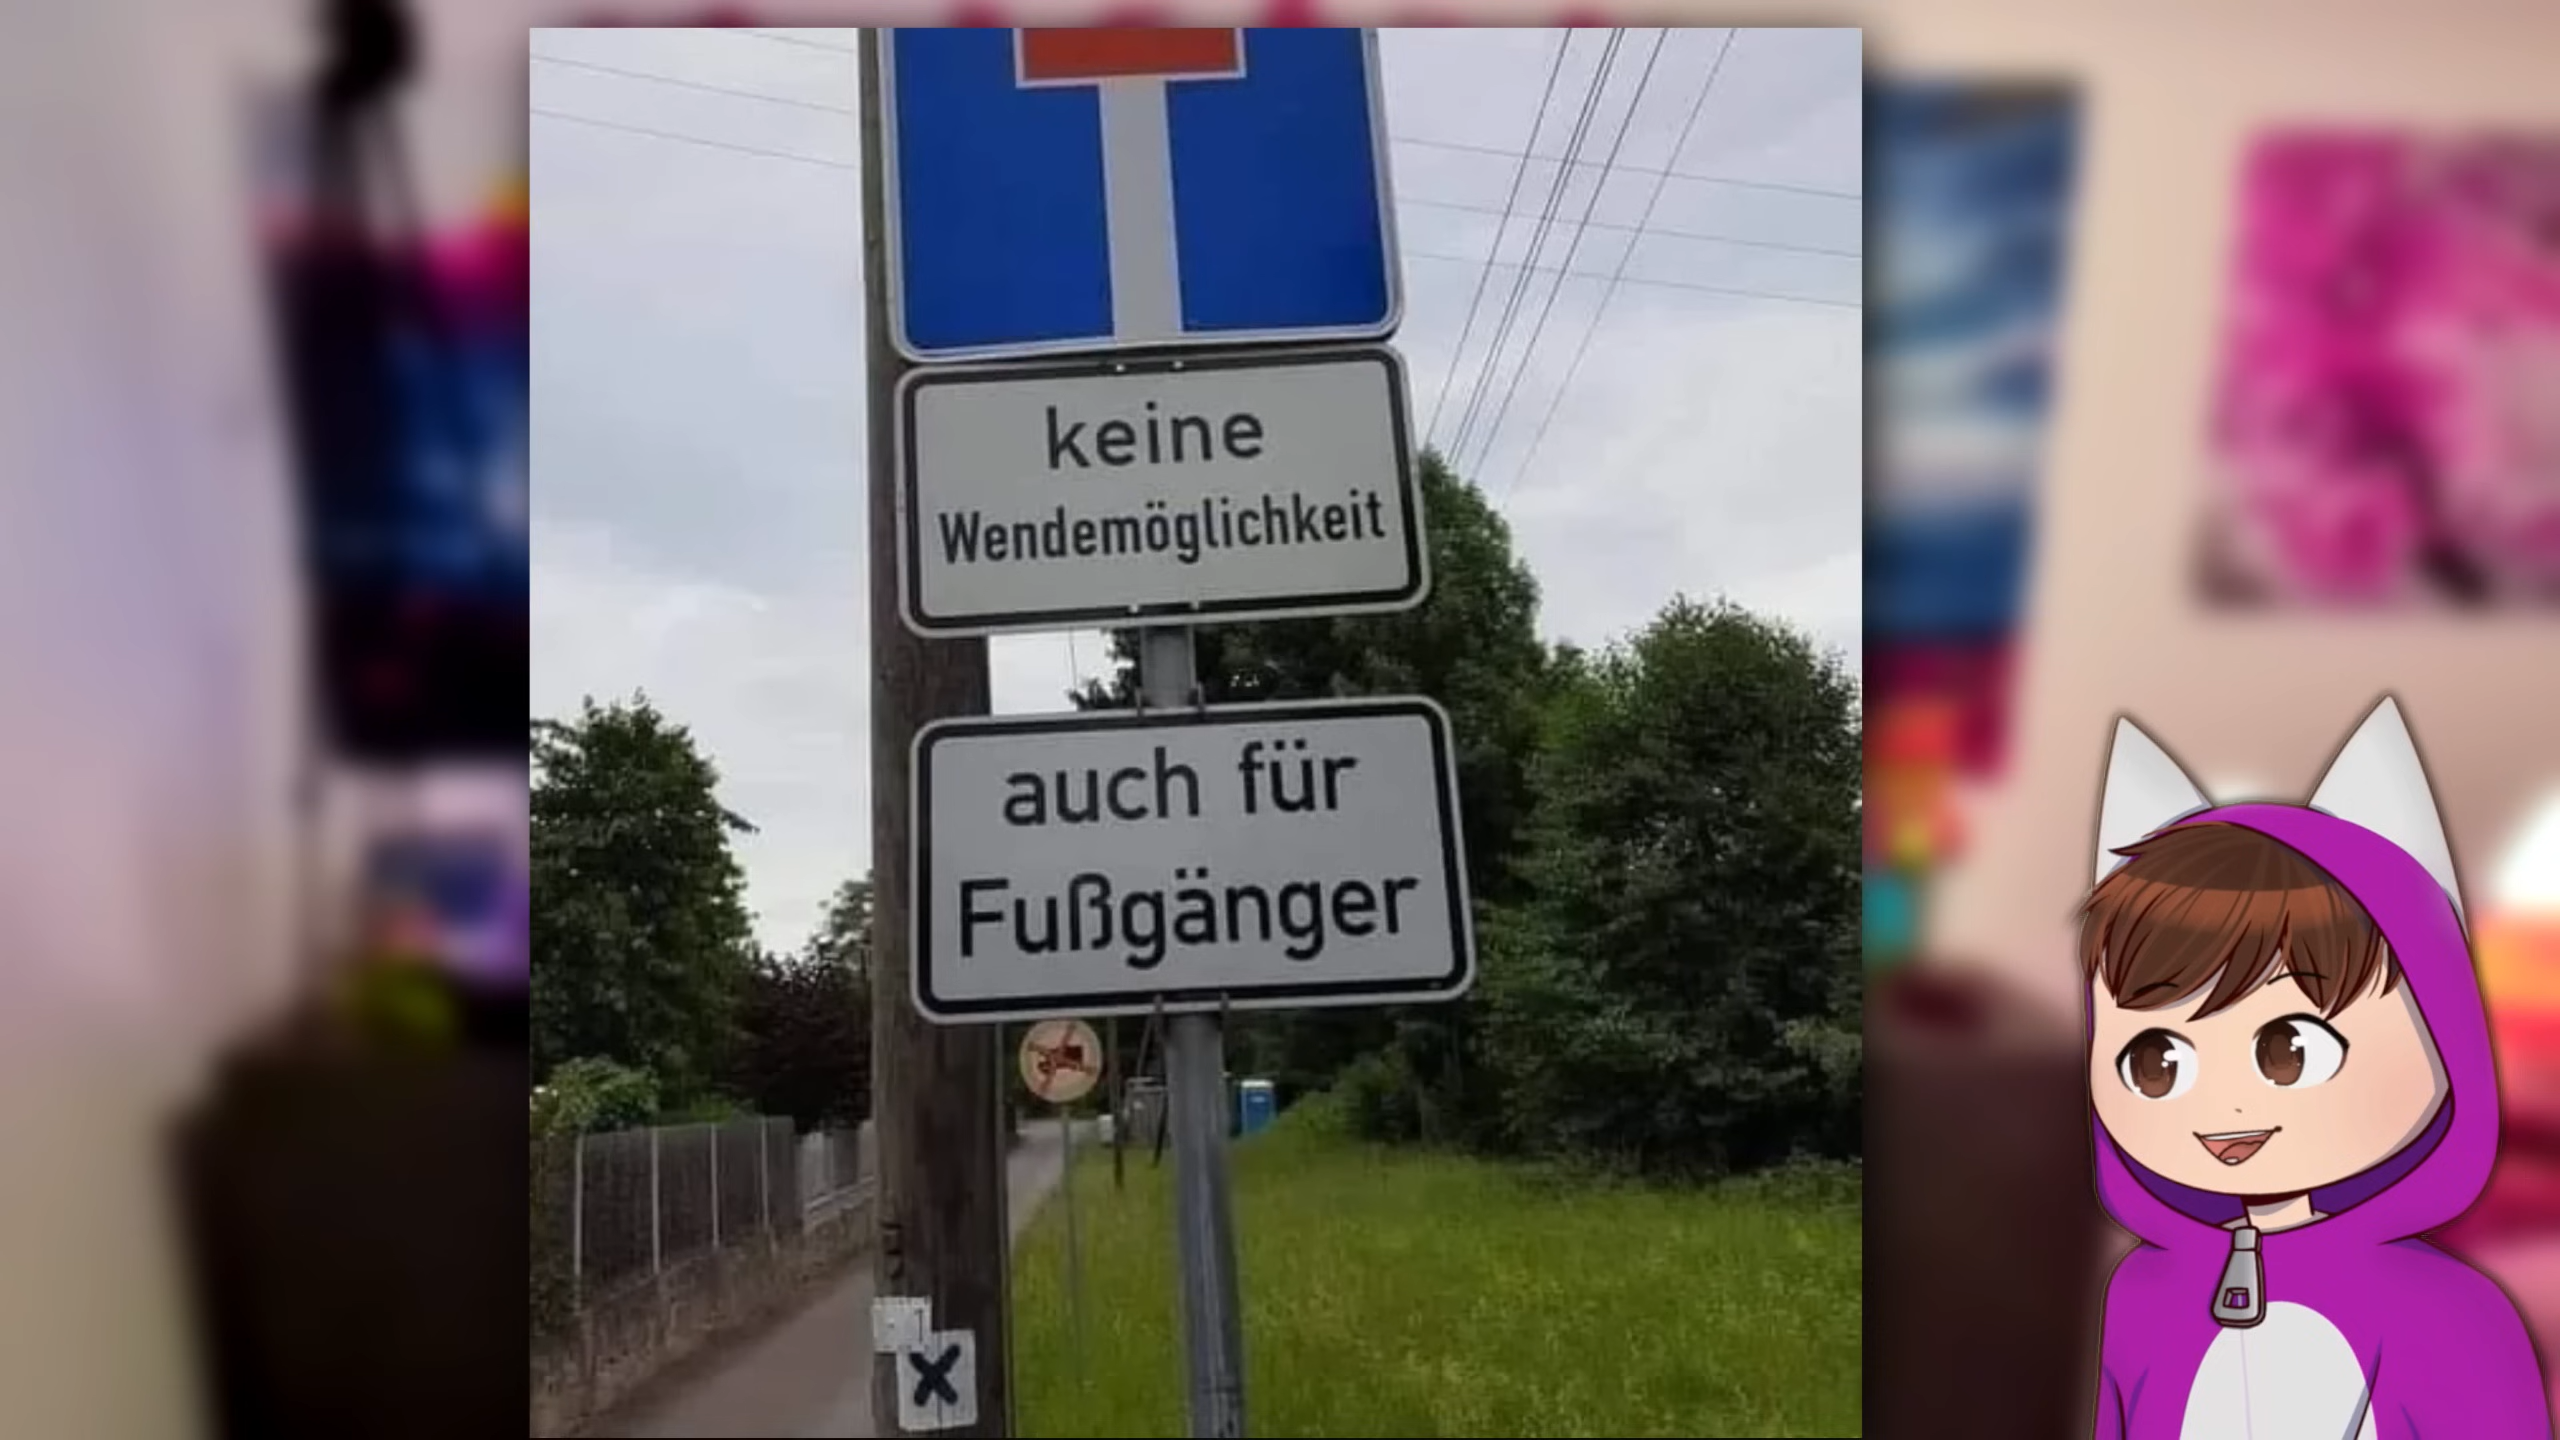 keine
Wendemöglichkeit
auch für
Fußgänger
X